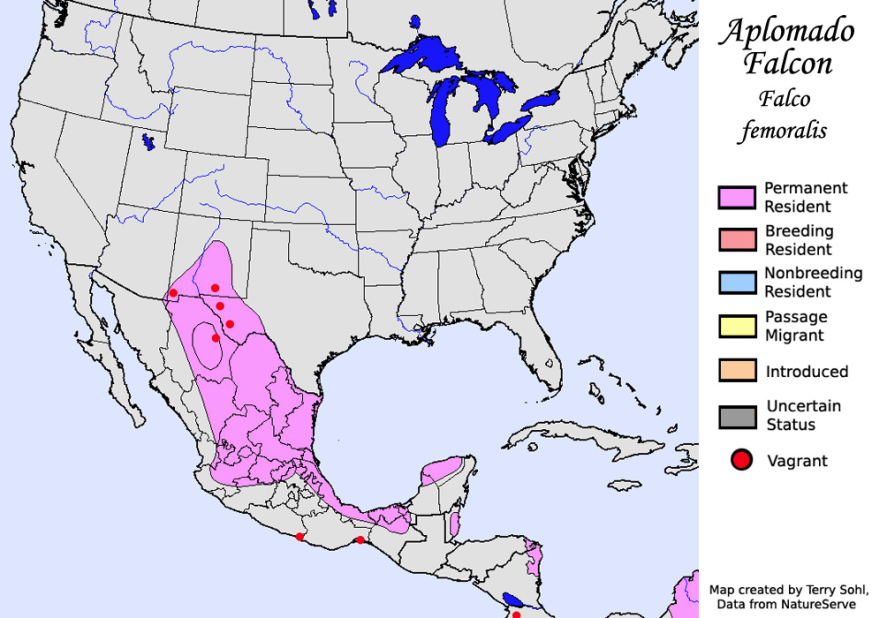 Aplomado
Falcon
Falco
femoralis
Permanent
Resident
Breeding
Resident
Nonbreeding
Resident
Passage
Migrant
Introduced
Uncertain
Status
Vagrant
Map created by Terry Sohl,
Data from NatureServe